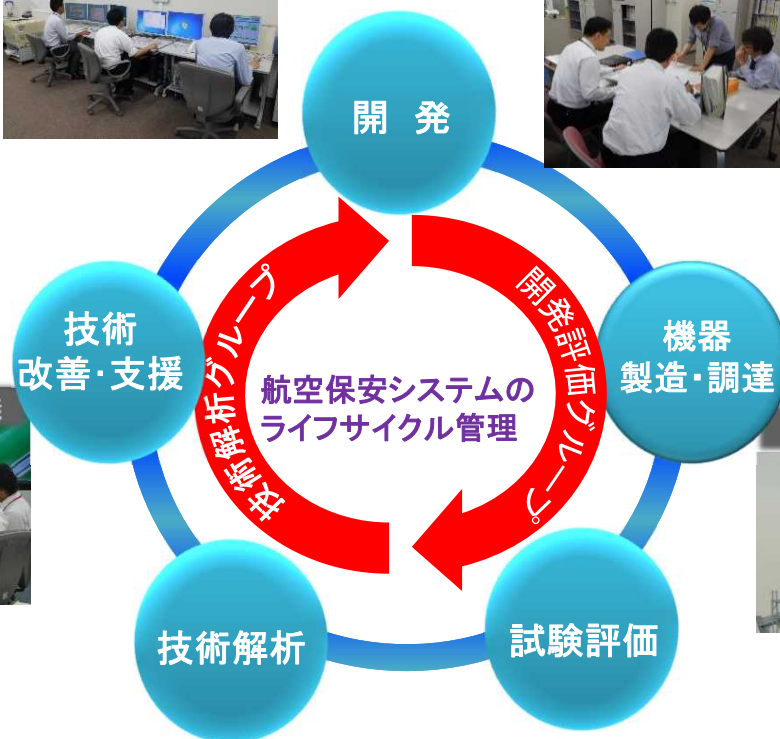 開 発
機器
製造・調達
試験評価
技術解析
技術
改善・支援
開発評価グループ
技術解析グループ
航空保安システムの
ライフサイクル管理